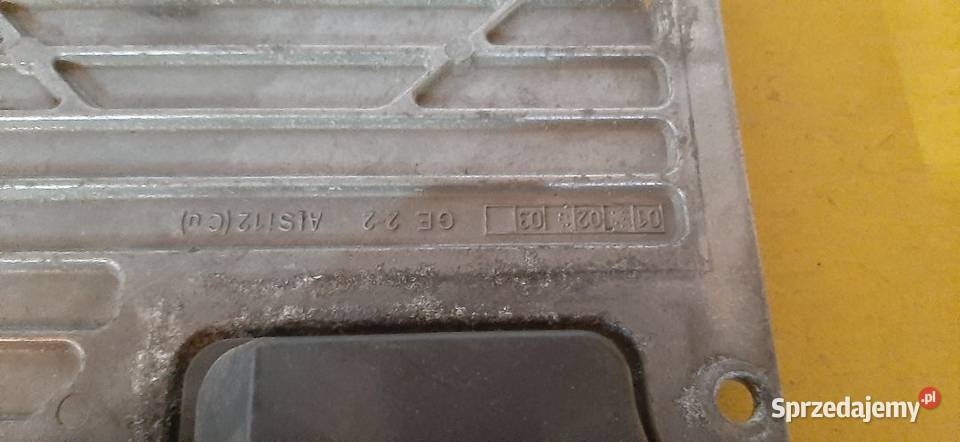 01 02 03 GE 2-2 AlSi12(Cu)
Sprzedajemy.pl